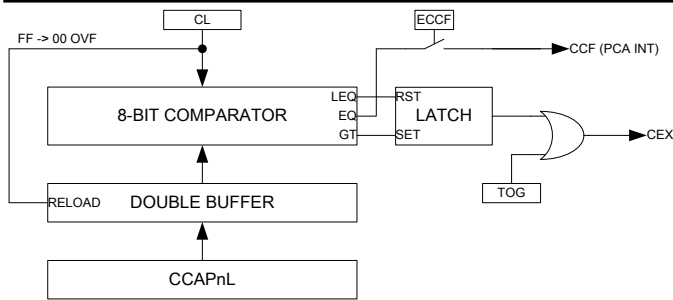 CL
ECCF
FF -> 00 OVF
CCF (PCA INT)
8-BIT COMPARATOR
LEQ
EQ
GT
RST
SET
LATCH
CEX
TOG
RELOAD
DOUBLE BUFFER
CCAPnL